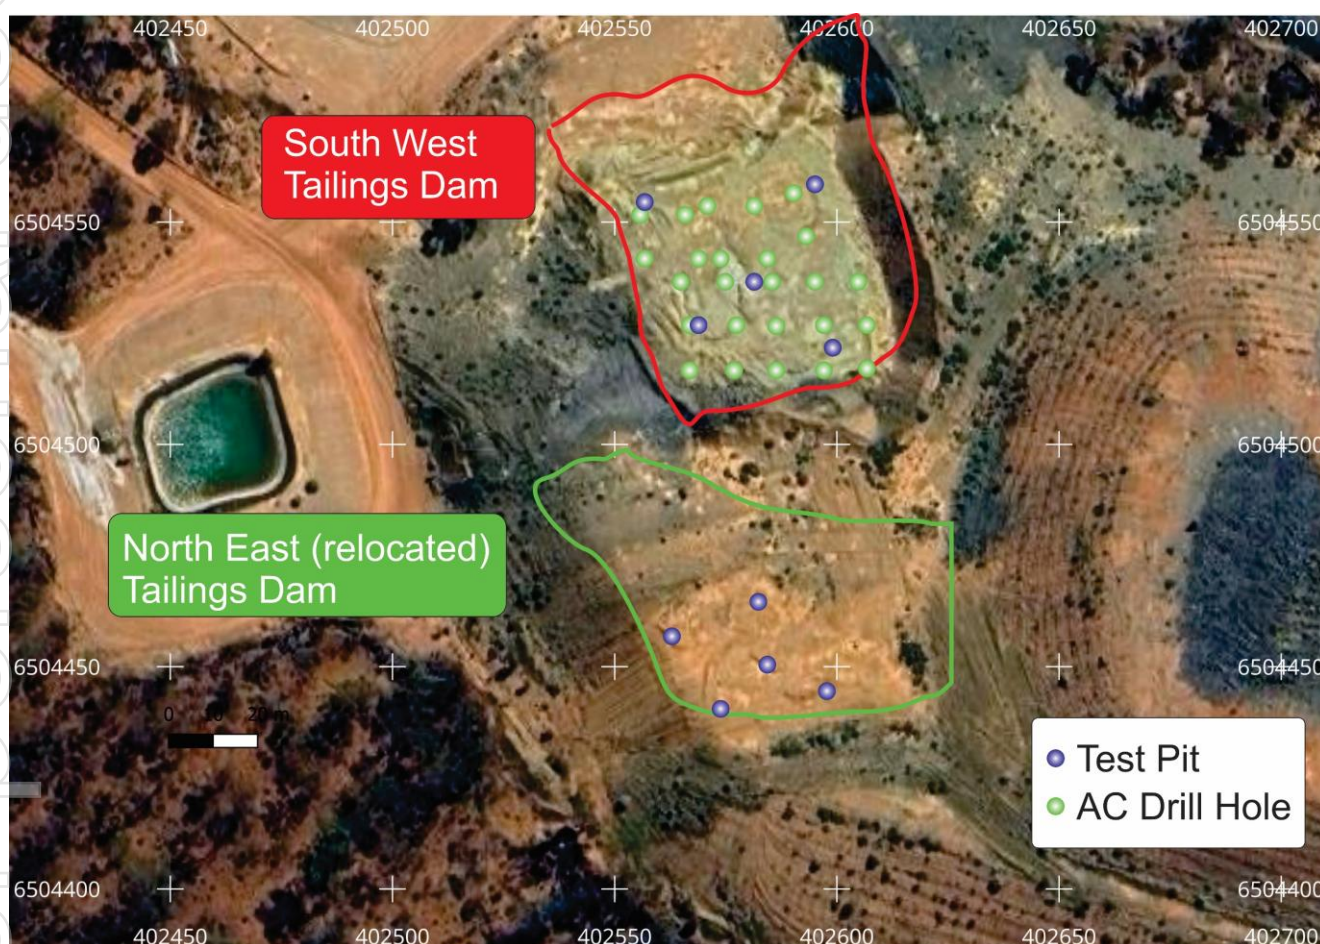 402450 402500 402550 402600 402650 402700
South West
Tailings Dam
6504550 6504550
6504500 6504500
North East (relocated)
Tailings Dam
6504450 6504450
0 10 20 m
Test Pit
AC Drill Hole
6504400 6504400
402450 402500 402550 402600 402650 402700